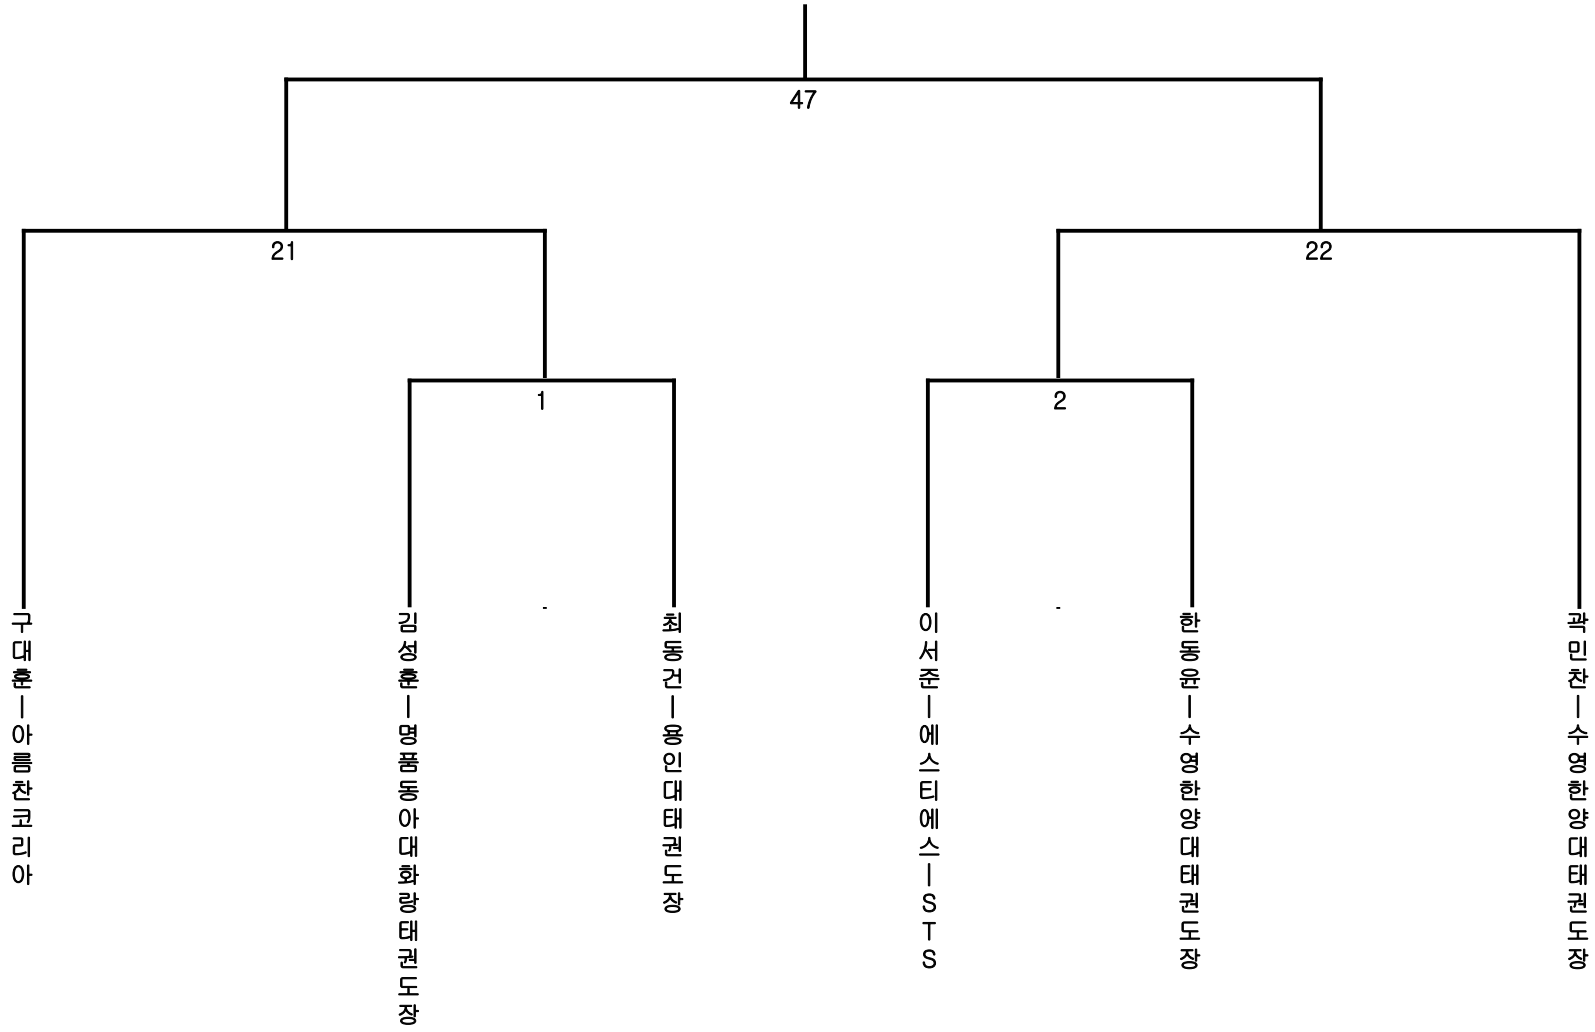 47
21
22
1
2
구대훈-아름찬코리아
김성훈-명품동아대화랑태권도장
-
최동건-용인대태권도장
이서준-에스티에스-STS
-
한동윤-수영한양대태권도장
곽민찬-수영한양대태권도장